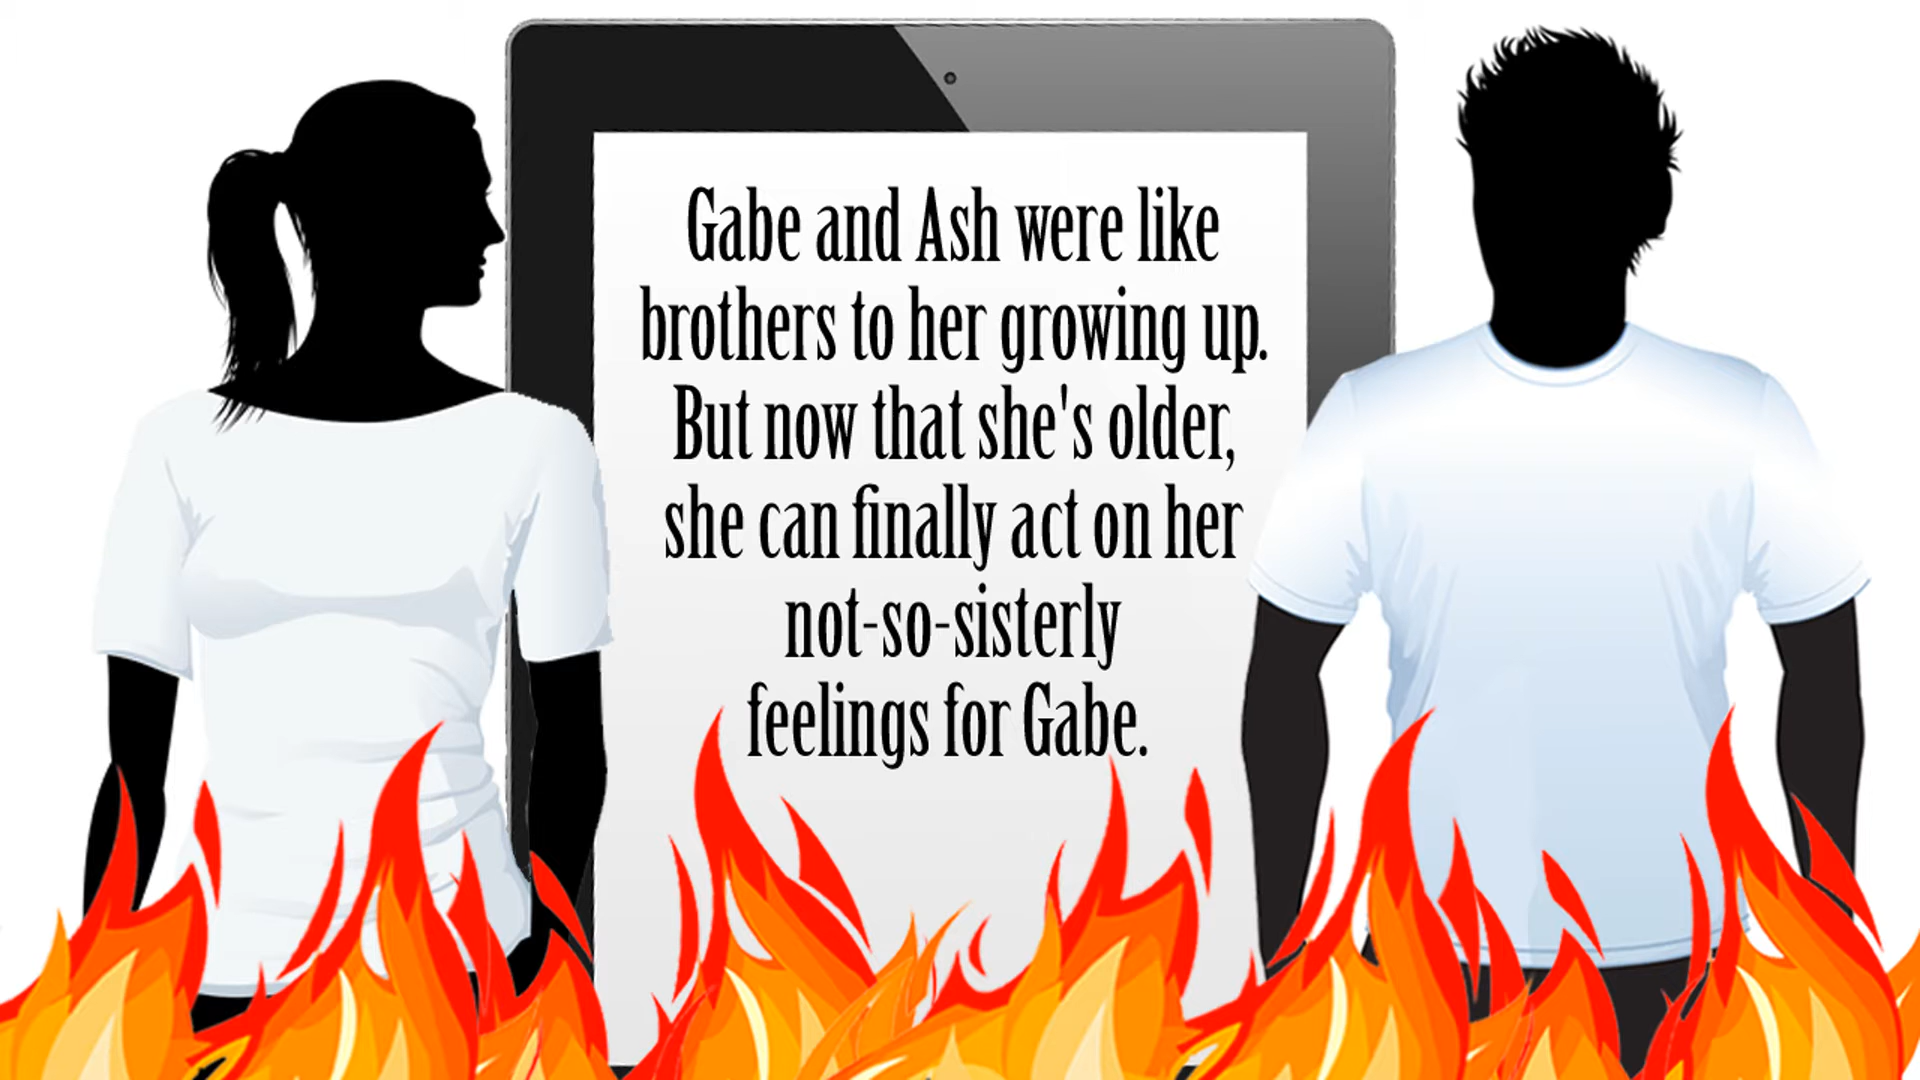 Gabe and Ash were like
brothers to her growing up.
But now that she's older,
she can finally act on her
not-so-sisterly
feelings for Gabe.